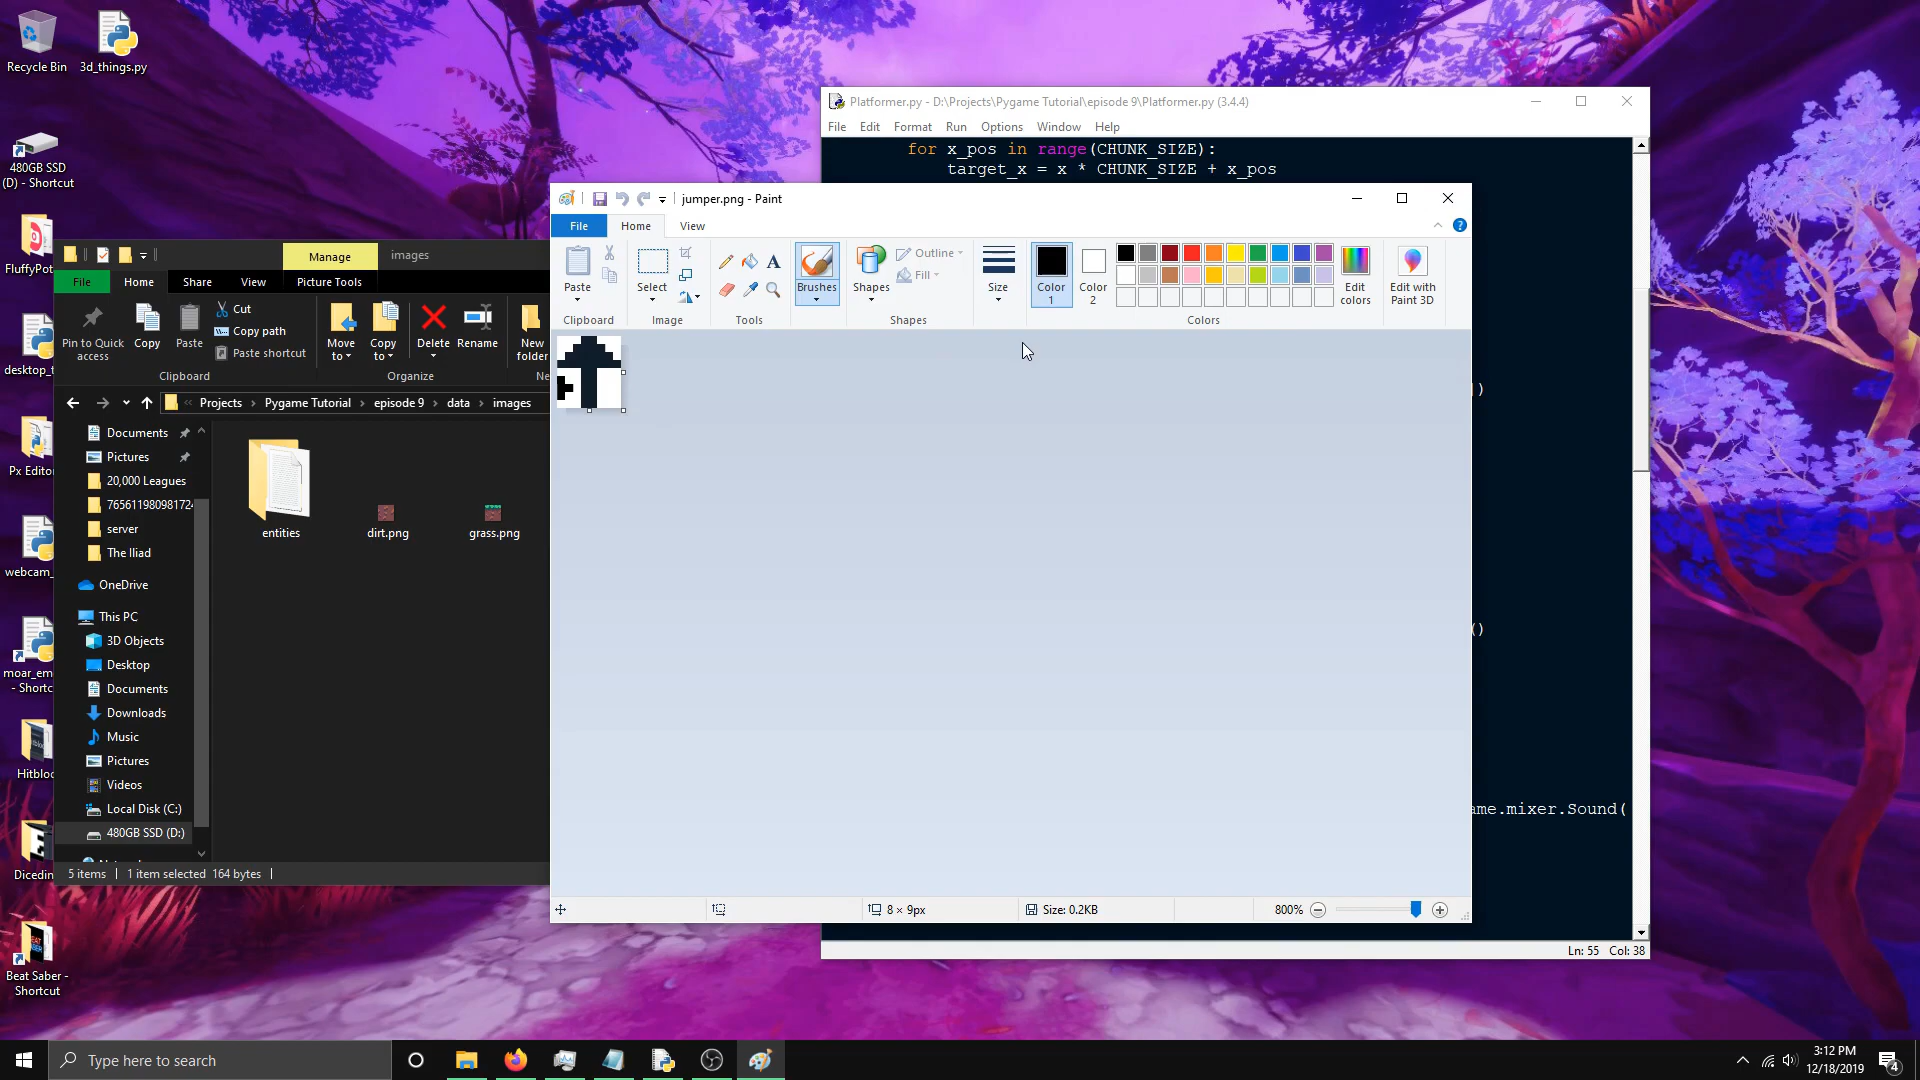 Recycle Bin
3d_things.py
480GB SSD
(D) - Shortcut
FluffyPot
Px Editor
webcam_
- Shortc
Beat Saber -
Shortcut
Platformer.py - D:\Projects\Pygame Tutorial\episode 9\Platformer.py (3.4.4)
File Edit Format Run Options Window Help
for x_pos in range(CHUNK_SIZE):
target_x = x * CHUNK_SIZE + x_pos
ame.mixer.Sound(
Ln: 55 Col: 38
Manage
images
File Home Share View Picture Tools
Pin to Quick
access
Copy
Paste
Cut
Copy path
Paste shortcut
Move
to
Copy
to
Delete
Rename
New
folder
Clipboard
Organize
Projects Pygame Tutorial episode 9 data images
Documents
Pictures
20,000 Leagues
server
The Iliad
OneDrive
This PC
3D Objects
Desktop
Documents
Downloads
Music
Pictures
Videos
Local Disk (C:)
480GB SSD (D:)
entities
dirt.png
grass.png
5 items 1 item selected 164 bytes
jumper.png - Paint
File Home View
Paste
Select
Brushes
Shapes
Outline
Fill
Size
Color
1
Color
2
Edit
colors
Edit with
Paint 3D
Clipboard
Image
Tools
Shapes
Colors
8 × 9px
Size: 0.2KB
800%
Type here to search
3:12 PM
12/18/2019
4